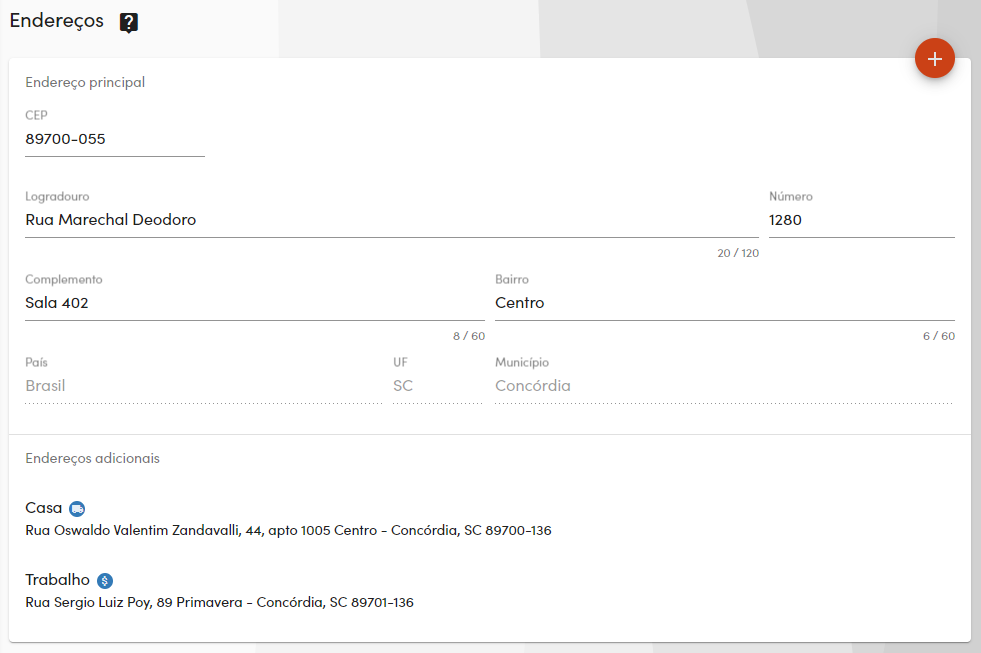 Endereços ?
Endereço principal
CEP
89700-055
Logradouro
Número
Rua Marechal Deodoro
1280
20 / 120
Complemento
Bairro
Sala 402
Centro
8 / 60
6 / 60
País
UF
Município
Brasil
SC
Concórdia
Endereços adicionais
Casa
Rua Oswaldo Valentim Zandavalli, 44, apto 1005 Centro - Concórdia, SC 89700-136
Trabalho $
Rua Sergio Luiz Poy, 89 Primavera - Concórdia, SC 89701-136